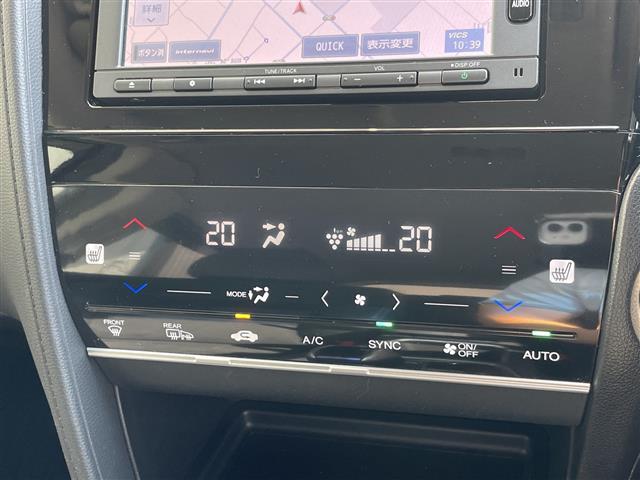 詳細
AUDIO
VICS
ボタン消 internavi QUICK 表示変更 10:39
TUNE/TRACK VOL DISP OFF
20 20
MODE
FRONT REAR A/C SYNC ON/OFF AUTO